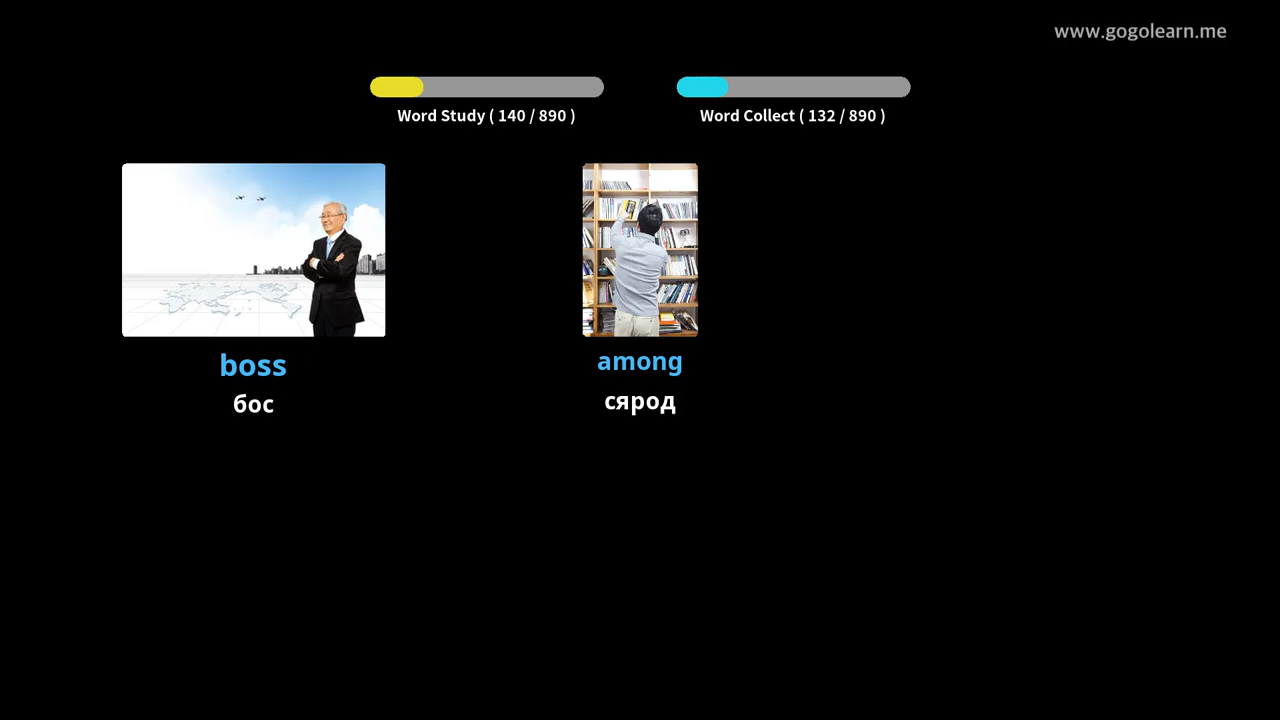 www.gogolearn.me
Word Study ( 140 / 890 )
Word Collect ( 132 / 890 )
boss
бос
among
сярод